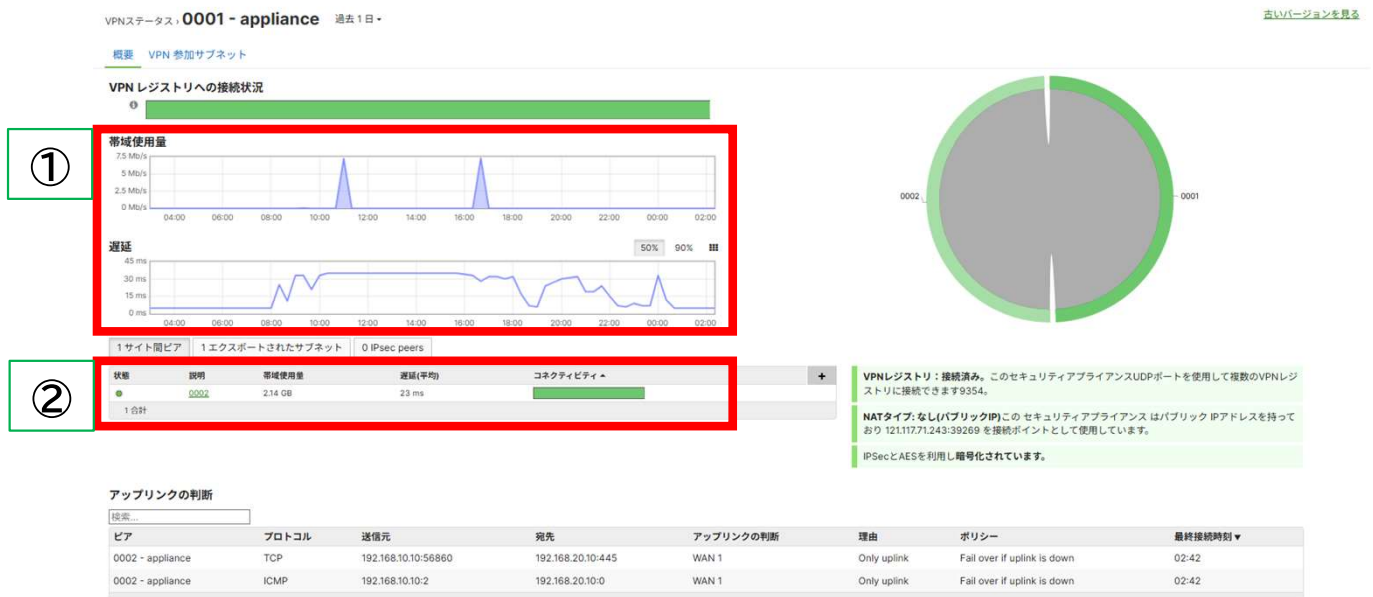 VPNステータス › 0001 - appliance 過去 1 日
古いバージョンを見る
概要 VPN 参加サブネット
VPN レジストリへの接続状況
①
帯域使用量
7.5 Mb/s
5 Mb/s
2.5 Mb/s
0 Mb/s
04:00 06:00 08:00 10:00 12:00 14:00 16:00 18:00 20:00 22:00 00:00 02:00
遅延
50% 90%
45 ms
30 ms
15 ms
0 ms
04:00 06:00 08:00 10:00 12:00 14:00 16:00 18:00 20:00 22:00 00:00 02:00
0002
0001
1 サイト間ピア 1 エクスポートされたサブネット 0 IPsec peers
②
状態 説明 帯域使用量 遅延(平均) コネクティビティ +
0002 2.14 GB 23 ms
1 合計
VPNレジストリ：接続済み。このセキュリティアプライアンスUDPポートを使用して複数のVPNレジ
ストリに接続できます9354。
NATタイプ: なし(パブリックIP)この セキュリティアプライアンス はパブリック IPアドレスを持って
おり 121.117.71.243:39269 を接続ポイントとして使用しています。
IPSecとAESを利用し暗号化されています。
アップリンクの判断
検索...
ピア プロトコル 送信元 宛先 アップリンクの判断 理由 ポリシー 最終接続時刻
0002 - appliance TCP 192.168.10.10:56860 192.168.20.10:445 WAN 1 Only uplink Fail over if uplink is down 02:42
0002 - appliance ICMP 192.168.10.10:2 192.168.20.10:0 WAN 1 Only uplink Fail over if uplink is down 02:42